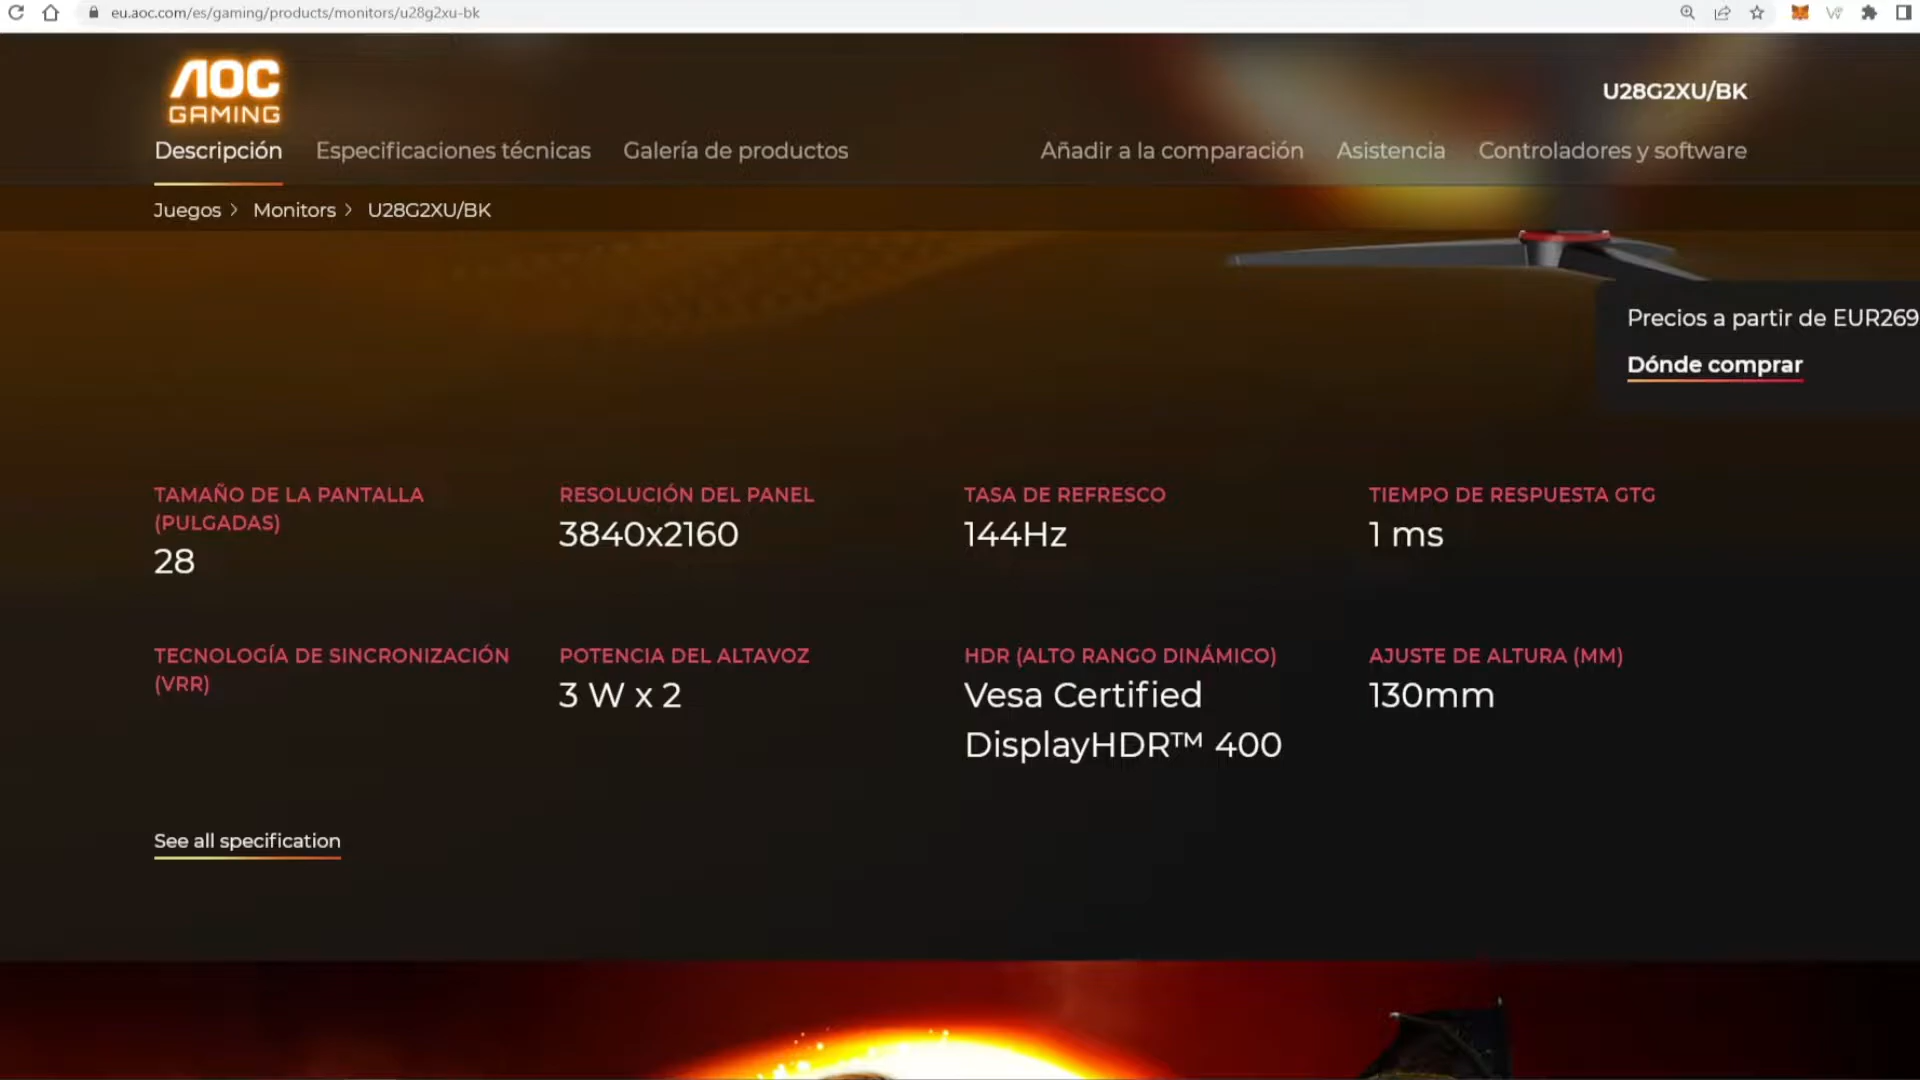 eu.aoc.com/es/gaming/products/monitors/u28g2xu-bk
AOC
GAMING
U28G2XU/BK
Descripción
Especificaciones técnicas
Galería de productos
Añadir a la comparación
Asistencia
Controladores y software
Juegos > Monitors > U28G2XU/BK
Precios a partir de EUR269
Dónde comprar
TAMAÑO DE LA PANTALLA
(PULGADAS)
28
RESOLUCIÓN DEL PANEL
3840x2160
TASA DE REFRESCO
144Hz
TIEMPO DE RESPUESTA GTG
1 ms
TECNOLOGÍA DE SINCRONIZACIÓN
(VRR)
POTENCIA DEL ALTAVOZ
3 W x 2
HDR (ALTO RANGO DINÁMICO)
Vesa Certified
DisplayHDR™ 400
AJUSTE DE ALTURA (MM)
130mm
See all specification